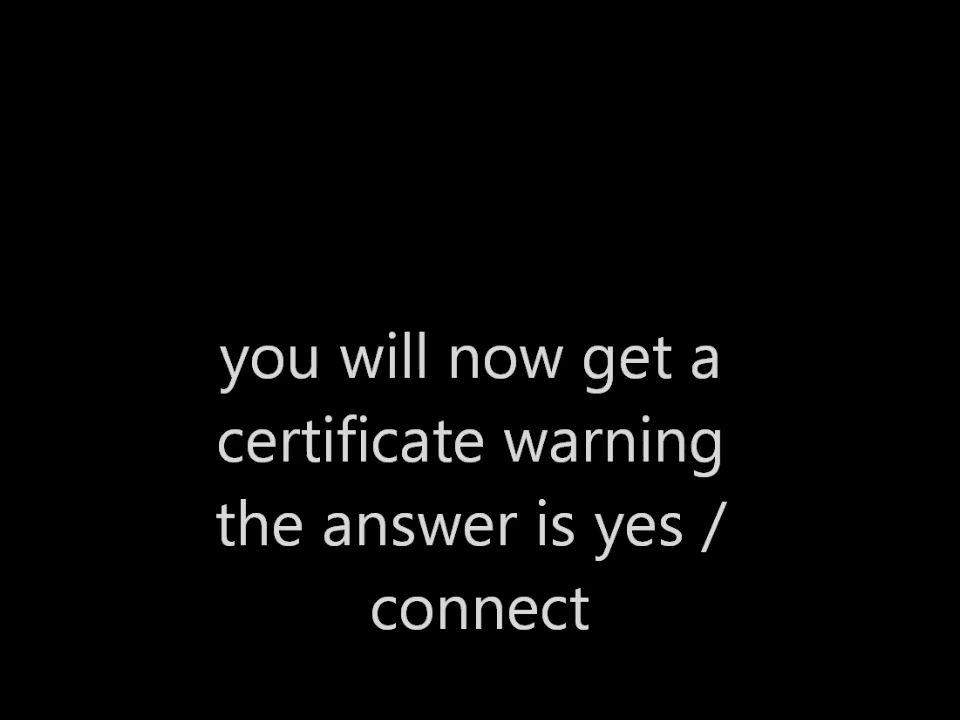 you will now get a
certificate warning
the answer is yes /
connect